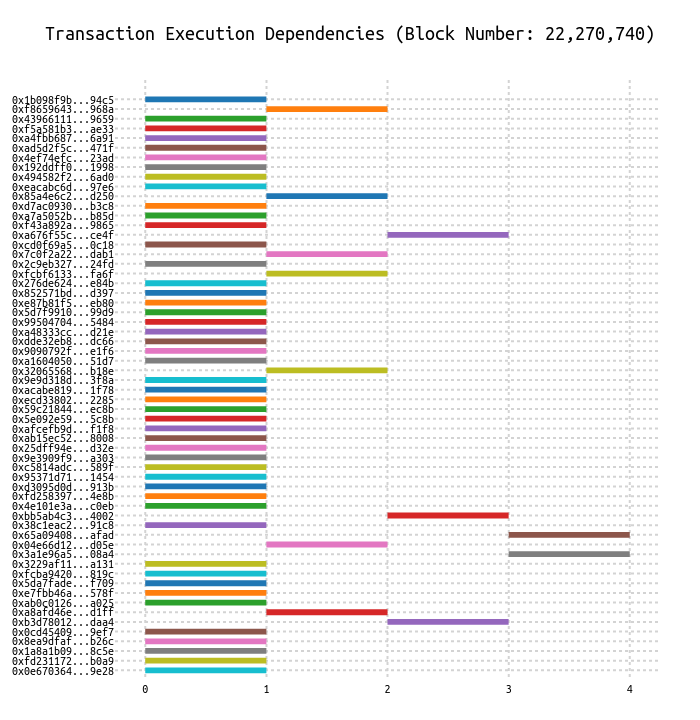 Transaction Execution Dependencies (Block Number: 22,270,740)
0x1b098f9b...94c5
0xf8659643...968a
0x43966111...9659
0xf5a581b3...ae33
0xa4fbb687...6a91
0xad5d2f5c...471f
0x4ef74efc...23ad
0x192ddff0...1998
0x494582f2...6ad0
0xeacabc6d...97e6
0x85a4e6c2...d250
0xd7ac0930...b3c8
0xa7a5052b...b85d
0xf43a892a...9865
0xa676f55c...ce4f
0xcd0f69a5...0c18
0x7c0f2a22...dab1
0x2c9eb327...24fd
0xfcbf6133...fa6f
0x276de624...e84b
0x852571bd...d397
0xe87b81f5...eb80
0x5d7f9910...99d9
0x99504704...5484
0xa48333cc...d21e
0xdde32eb8...dc66
0x9090792f...e1f6
0xa1604050...51d7
0x32065568...b18e
0x9e9d318d...3f8a
0xacabe819...1f78
0xecd33802...2285
0x59c21844...ec8b
0x5e092e59...5c8b
0xafcefb9d...f1f8
0xab15ec52...8008
0x25dff94e...d32e
0x9e3909f9...a303
0xc5814adc...589f
0x95371d71...1454
0xd3095d0d...913b
0xfd258397...4e8b
0x4e101e3a...c0eb
0xbb5ab4c3...4002
0x38c1eac2...91c8
0x65a09408...afad
0x04e66d12...d05e
0x3a1e96a5...08a4
0x3229af11...a131
0xfcba9420...819c
0x5da7fade...f709
0xe7fbb46a...578f
0xab0c0126...a025
0xa8afd46e...d1ff
0xb3d78012...daa4
0x0cd45409...9ef7
0x8ea9dfaf...b26c
0x1a8a1b09...8c5e
0xfd231172...b0a9
0x0e670364...9e28
0 1 2 3 4